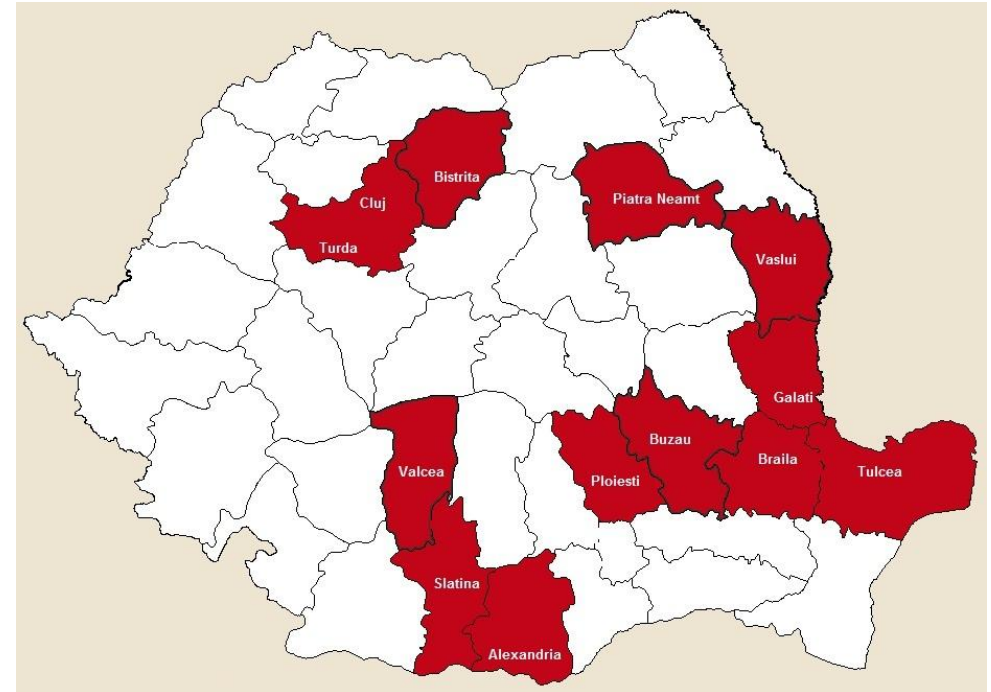 Bistrita
Piatra Neamt
Cluj
Turda
Vaslui
Galati
Buzau
Braila
Valcea
Ploiesti
Tulcea
Slatina
Alexandria